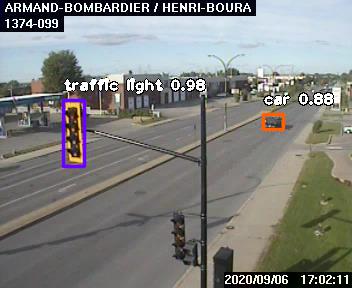 ARMAND-BOMBARDIER / HENRI-BOURA
1374-099
traffic light 0.98
car 0.88
2020/09/06 17:02:11